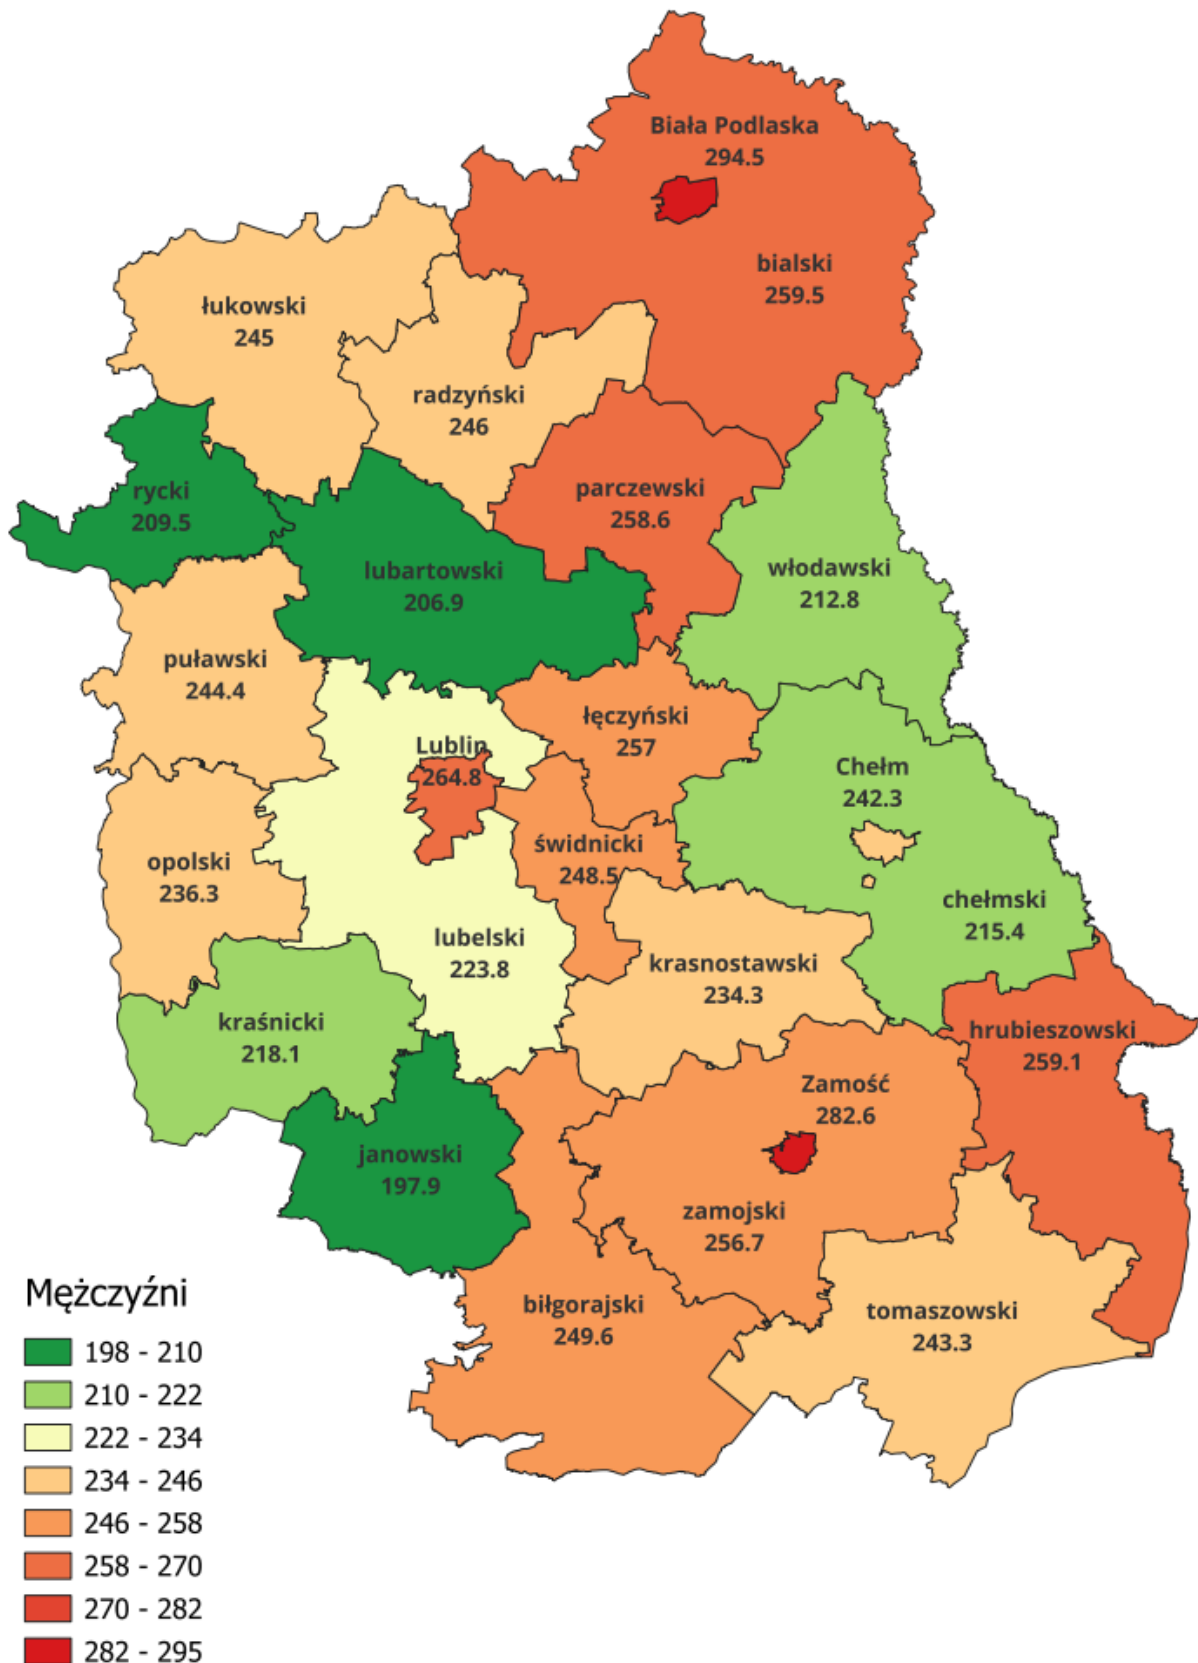 Biała Podlaska
294.5
bialski
259.5
łukowski
245
radzyński
246
rycki
209.5
parczewski
258.6
lubartowski
206.9
włodawski
212.8
puławski
244.4
łęczyński
257
Lublin
264.8
Chełm
242.3
świdnicki
248.5
opolski
236.3
chełmski
215.4
lubelski
223.8
krasnostawski
234.3
kraśnicki
218.1
hrubieszowski
259.1
Zamość
282.6
janowski
197.9
zamojski
256.7
biłgorajski
249.6
tomaszowski
243.3
Mężczyźni
198 - 210
210 - 222
222 - 234
234 - 246
246 - 258
258 - 270
270 - 282
282 - 295